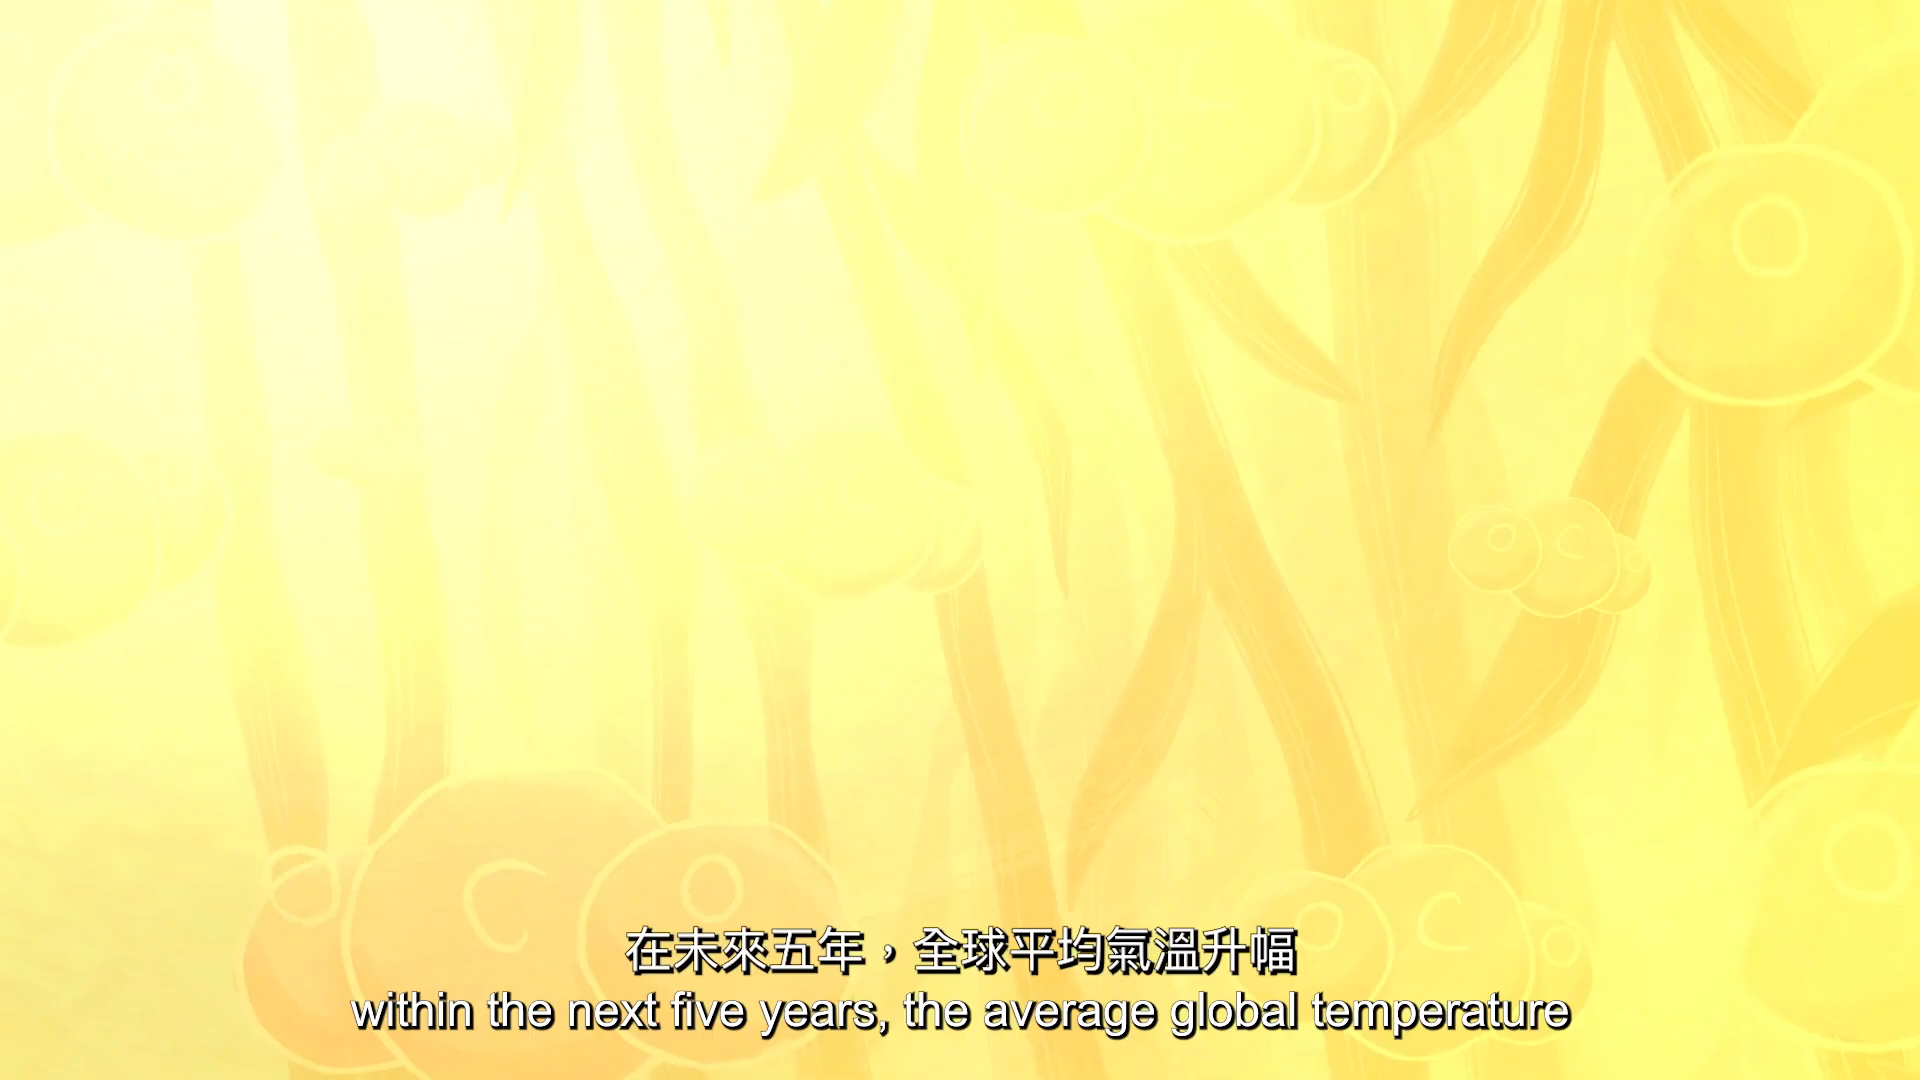 O C O
O
O C O
C O
O
O C O
在未來五年，全球平均氣溫升幅
within the next five years, the average global temperature